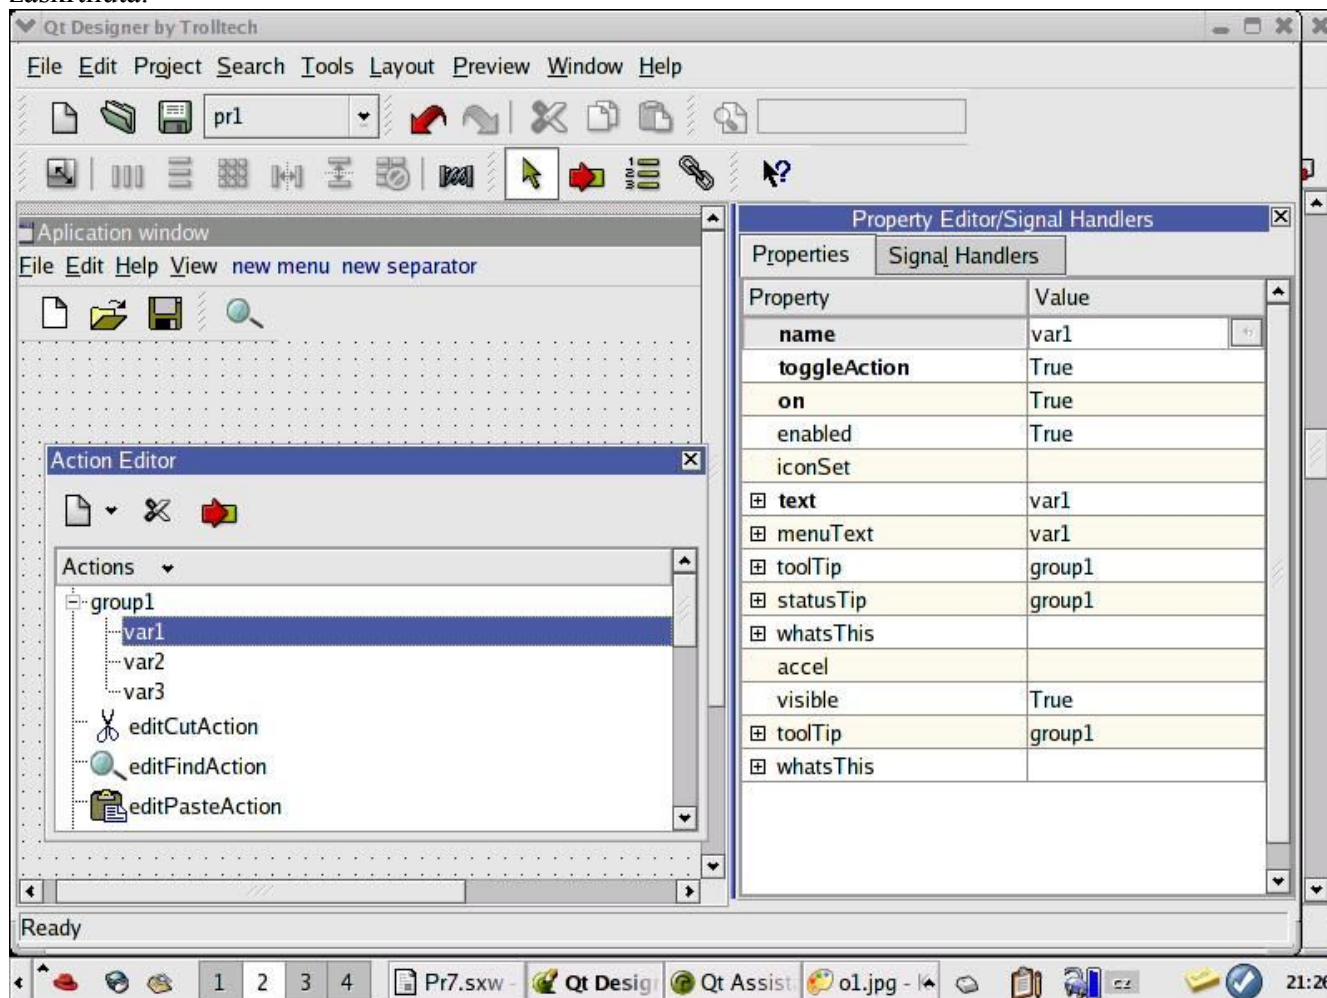 zaškrtnuta.
Qt Designer by Trolltech
File Edit Project Search Tools Layout Preview Window Help
pr1
Aplication window
File Edit Help View new menu new separator
Action Editor
Actions
group1
var1
var2
var3
editCutAction
editFindAction
editPasteAction
Property Editor/Signal Handlers
Properties Signal Handlers
Property Value
name var1
toggleAction True
on True
enabled True
iconSet
text var1
menuText var1
toolTip group1
statusTip group1
whatsThis
accel
visible True
toolTip group1
whatsThis
Ready
1 2 3 4 Pr7.sxw - Qt Desig Qt Assist o1.jpg - cz 21:26